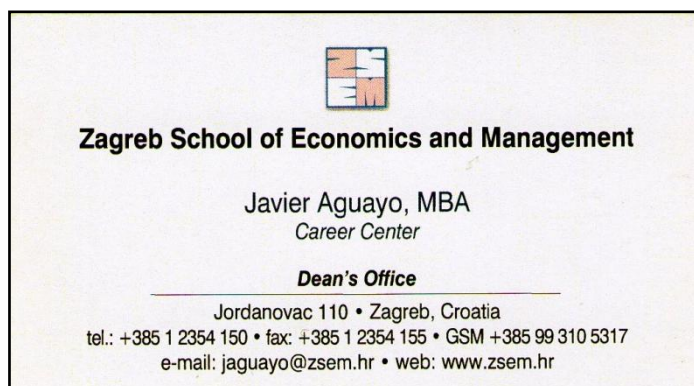 ZS
EM
Zagreb School of Economics and Management
Javier Aguayo, MBA
Career Center
Dean's Office
Jordanovac 110 • Zagreb, Croatia
tel.: +385 1 2354 150 • fax: +385 1 2354 155 • GSM +385 99 310 5317
e-mail: jaguayo@zsem.hr • web: www.zsem.hr